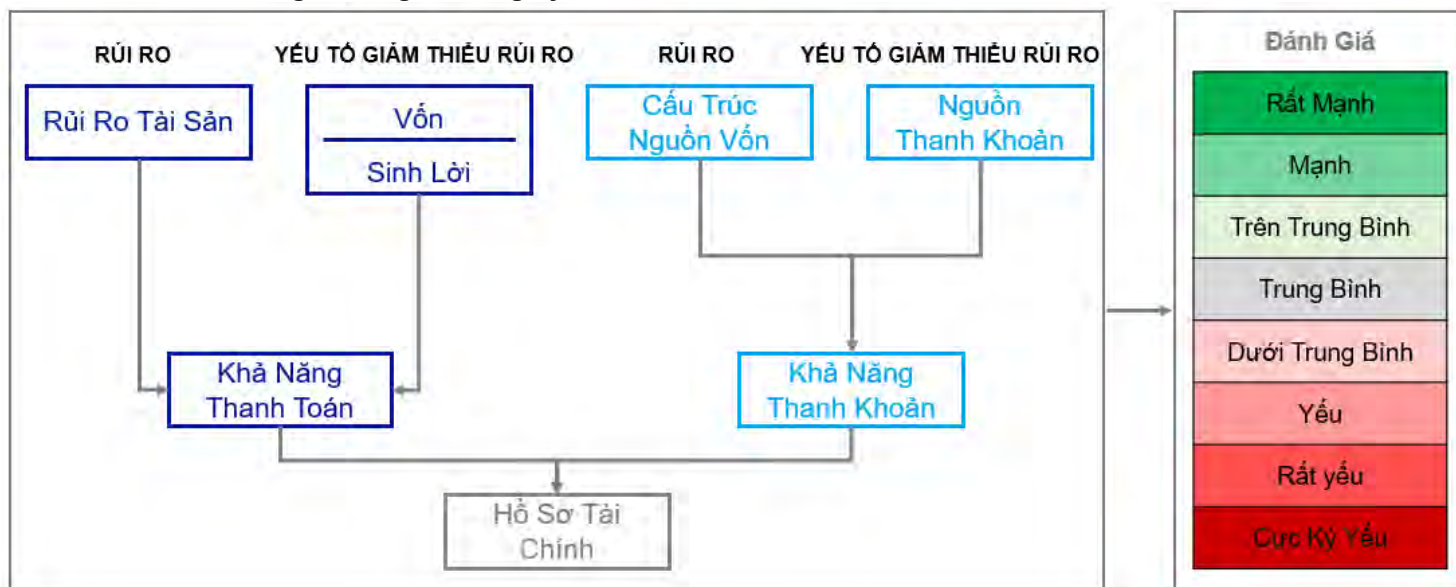 RỦI RO
YẾU TỐ GIẢM THIỂU RỦI RO
RỦI RO
YẾU TỐ GIẢM THIỂU RỦI RO
Rủi Ro Tài Sản
Vốn
Sinh Lời
Cấu Trúc
Nguồn Vốn
Nguồn
Thanh Khoản
Khả Năng
Thanh Toán
Khả Năng
Thanh Khoản
Hồ Sơ Tài
Chính
Đánh Giá
Rất Mạnh
Mạnh
Trên Trung Bình
Trung Bình
Dưới Trung Bình
Yếu
Rất yếu
Cực Kỳ Yếu